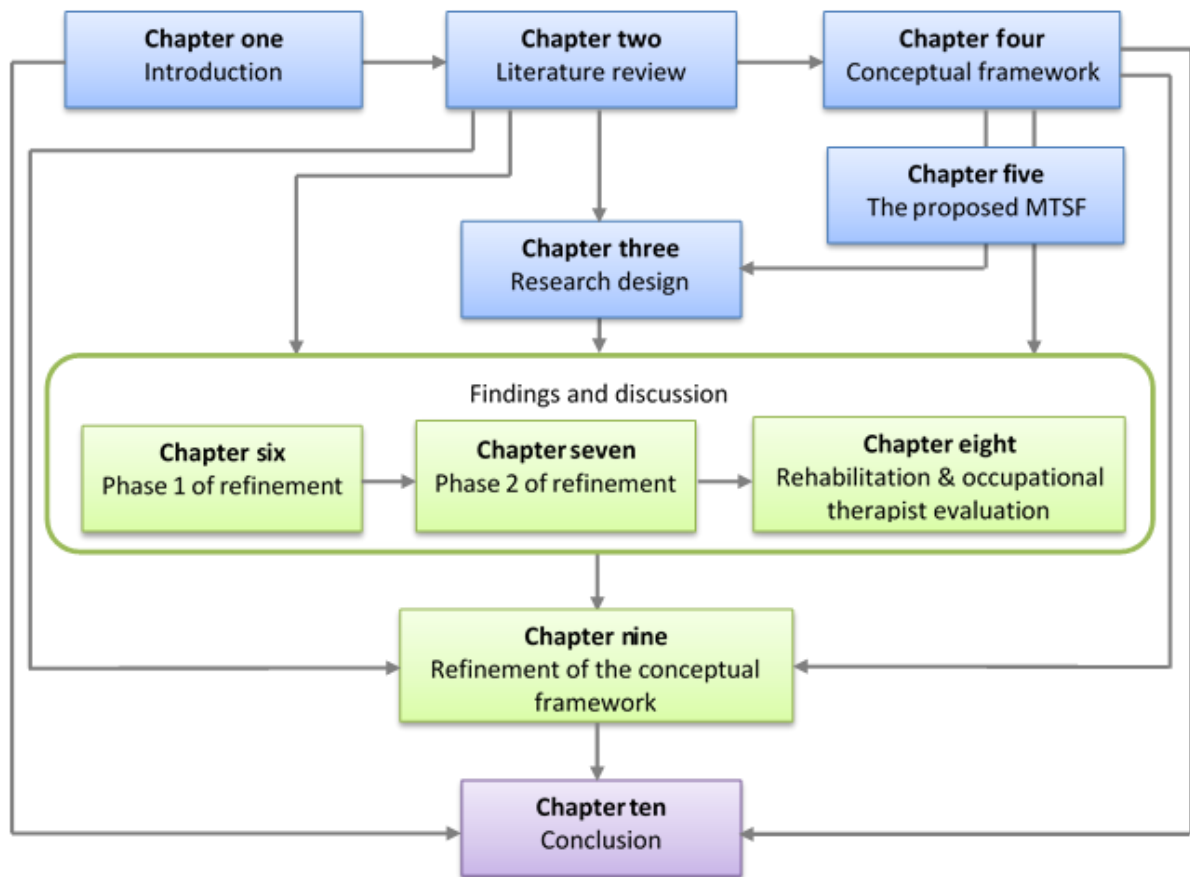 Chapter one
Introduction
Chapter two
Literature review
Chapter four
Conceptual framework
Chapter five
The proposed MTSF
Chapter three
Research design
Findings and discussion
Chapter six
Phase 1 of refinement
Chapter seven
Phase 2 of refinement
Chapter eight
Rehabilitation & occupational
therapist evaluation
Chapter nine
Refinement of the conceptual
framework
Chapter ten
Conclusion